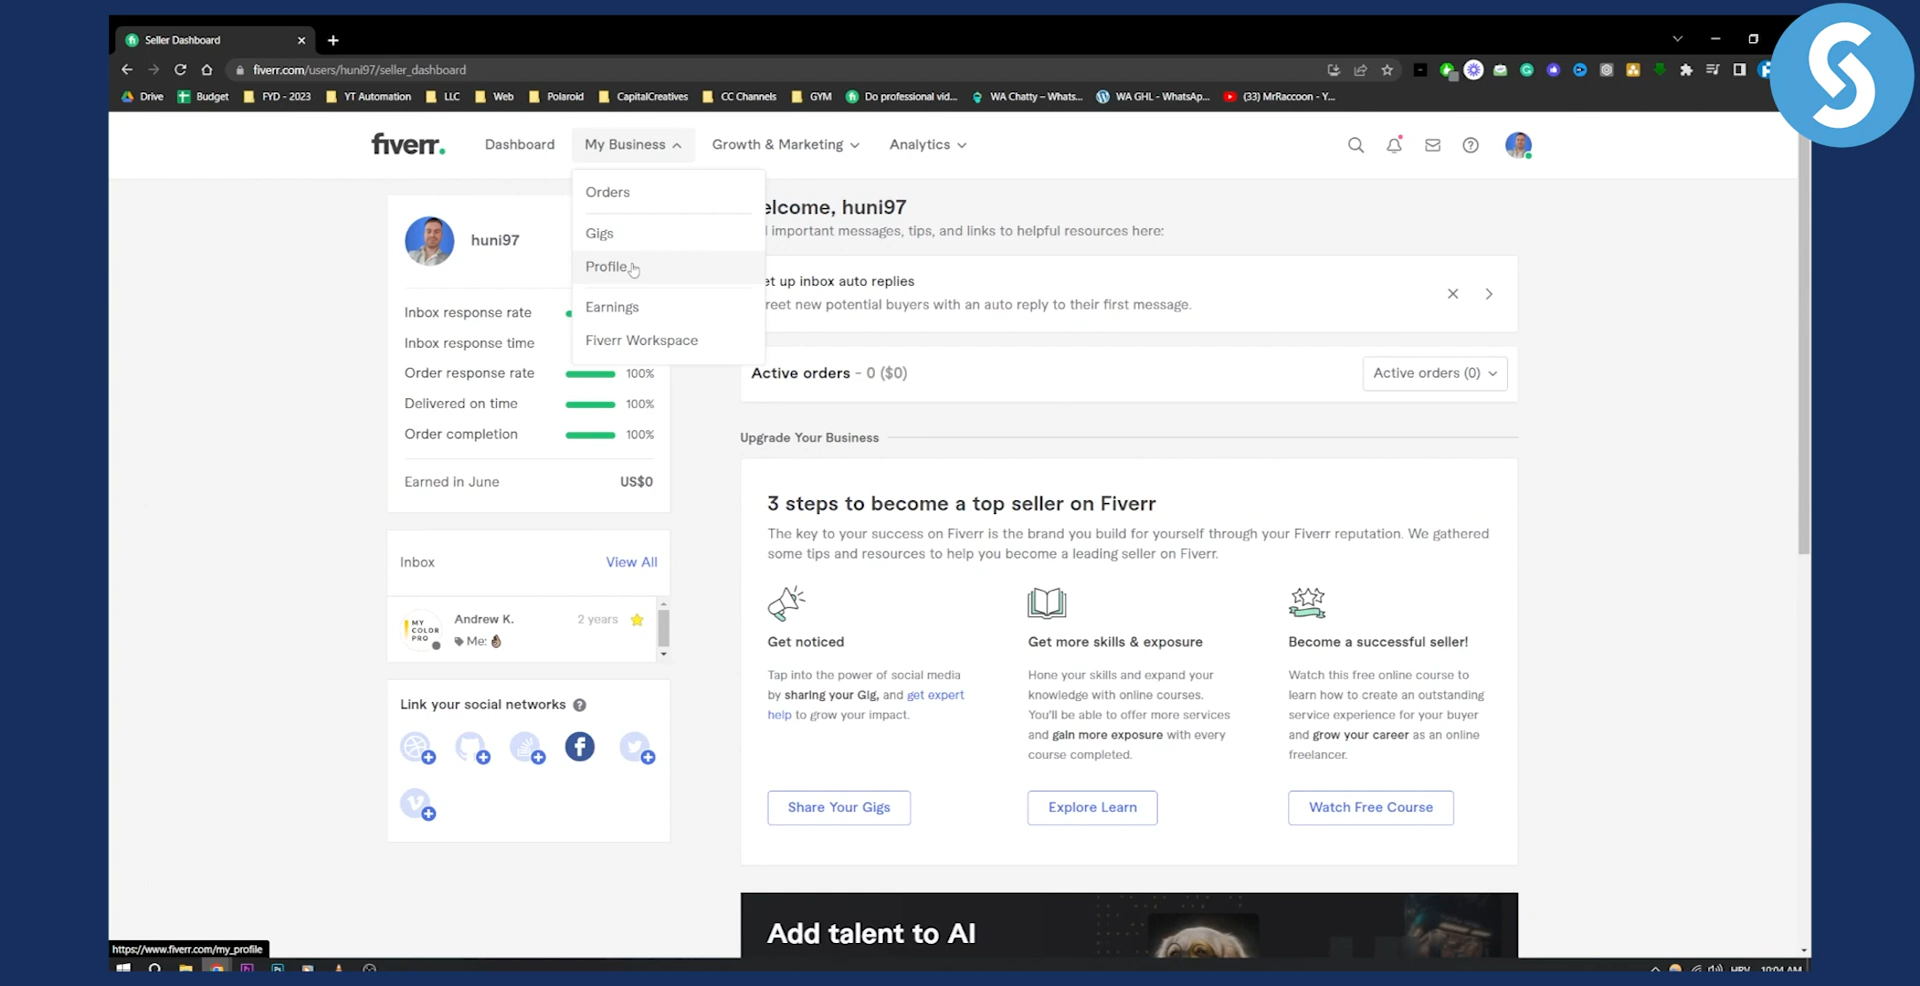 Seller Dashboard
fiverr.com/users/huni97/seller_dashboard
Drive Budget FYD - 2023 YT Automation LLC Web Polaroid CapitalCreatives CC Channels GYM Do professional vid... WA Chatty – Whats... WA GHL - WhatsAp... (33) MrRaccoon - Y...
fiverr. Dashboard My Business Growth & Marketing Analytics
Orders
Gigs
Profile
Earnings
Fiverr Workspace
huni97
Inbox response rate
Inbox response time
Order response rate 100%
Delivered on time 100%
Order completion 100%
Earned in June US$0
Inbox View All
MY COLOR PRO
Andrew K. 2 years
Me: 👌
Link your social networks
elcome, huni97
important messages, tips, and links to helpful resources here:
et up inbox auto replies
reet new potential buyers with an auto reply to their first message.
Active orders - 0 ($0) Active orders (0)
Upgrade Your Business
3 steps to become a top seller on Fiverr
The key to your success on Fiverr is the brand you build for yourself through your Fiverr reputation. We gathered
some tips and resources to help you become a leading seller on Fiverr.
Get noticed
Tap into the power of social media
by sharing your Gig, and get expert
help to grow your impact.
Share Your Gigs
Get more skills & exposure
Hone your skills and expand your
knowledge with online courses.
You'll be able to offer more services
and gain more exposure with every
course completed.
Explore Learn
Become a successful seller!
Watch this free online course to
learn how to create an outstanding
service experience for your buyer
and grow your career as an online
freelancer.
Watch Free Course
Add talent to AI
https://www.fiverr.com/my_profile
HRV 10:04 AM